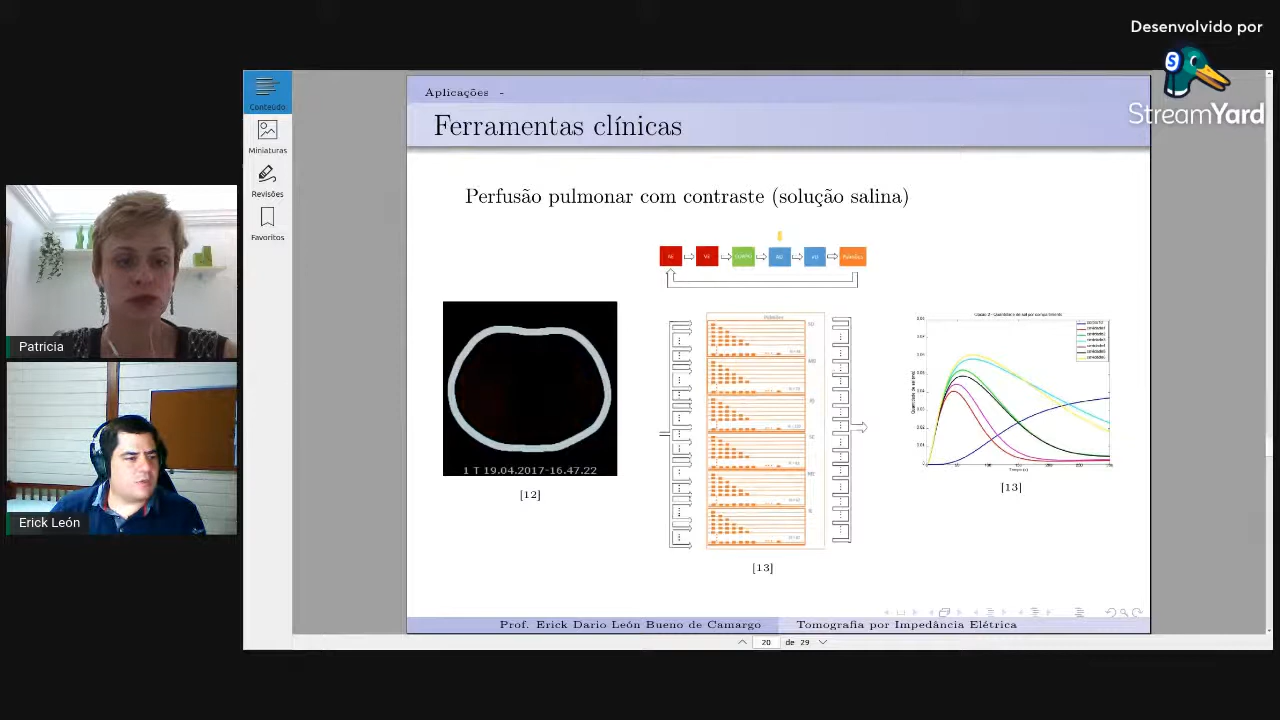 Desenvolvido por
StreamYard
Conteúdo
Miniaturas
Revisões
Favoritos
Patricia
Erick León
Aplicações -
Ferramentas clínicas
Perfusão pulmonar com contraste (solução salina)
1 T 19.04.2017-16.47.22
[12]
[13]
[13]
Prof. Erick Dario León Bueno de Camargo
Tomografia por Impedância Elétrica
20 de 29